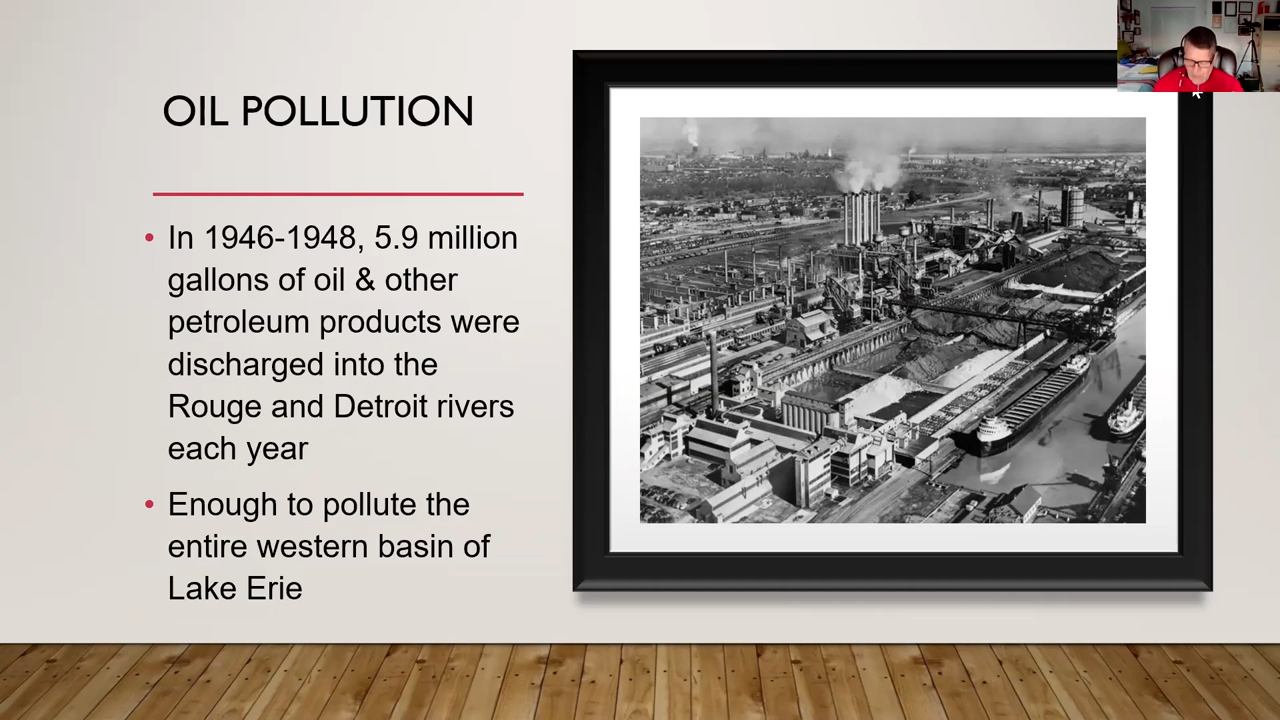 OIL POLLUTION
• In 1946-1948, 5.9 million
gallons of oil & other
petroleum products were
discharged into the
Rouge and Detroit rivers
each year
• Enough to pollute the
entire western basin of
Lake Erie